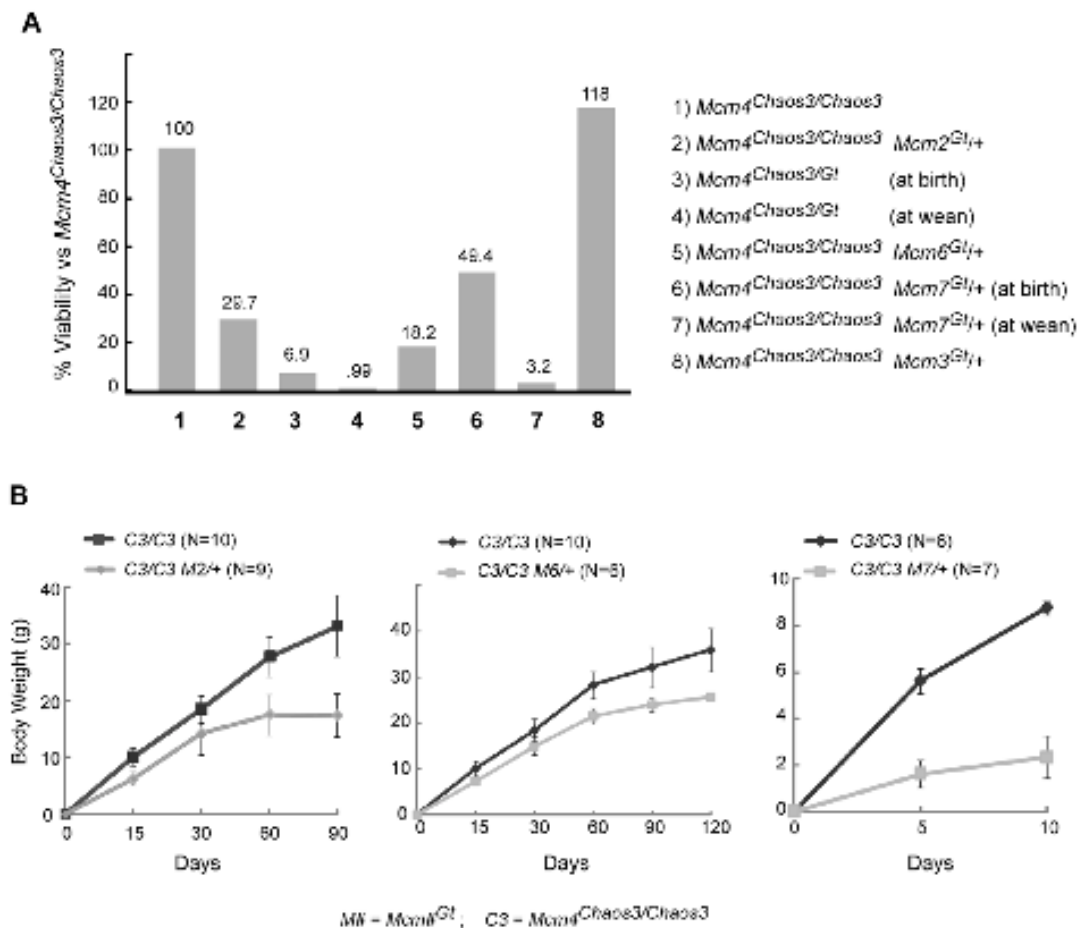 A
% Viability vs Mcm4Chaos3/Chaos3
120
100
80
60
40
20
0
100
29.7
6.9
.99
18.2
49.4
3.2
118
1 2 3 4 5 6 7 8
1) Mcm4Chaos3/Chaos3
2) Mcm4Chaos3/Chaos3 Mcm2Gt/+
3) Mcm4Chaos3/Gt (at birth)
4) Mcm4Chaos3/Gt (at wean)
5) Mcm4Chaos3/Chaos3 Mcm6Gt/+
6) Mcm4Chaos3/Chaos3 Mcm7Gt/+ (at birth)
7) Mcm4Chaos3/Chaos3 Mcm7Gt/+ (at wean)
8) Mcm4Chaos3/Chaos3 Mcm3Gt/+
B
C3/C3 (N=10)
C3/C3 M2/+ (N=9)
Body Weight (g)
40
30
20
10
0
0 15 30 60 90
Days
C3/C3 (N=10)
C3/C3 M6/+ (N=6)
40
30
20
10
0
0 15 30 60 90 120
Days
C3/C3 (N=6)
C3/C3 M7/+ (N=7)
10
8
6
4
2
0
0 5 10
Days
C3 = Mcm4Chaos3/Chaos3